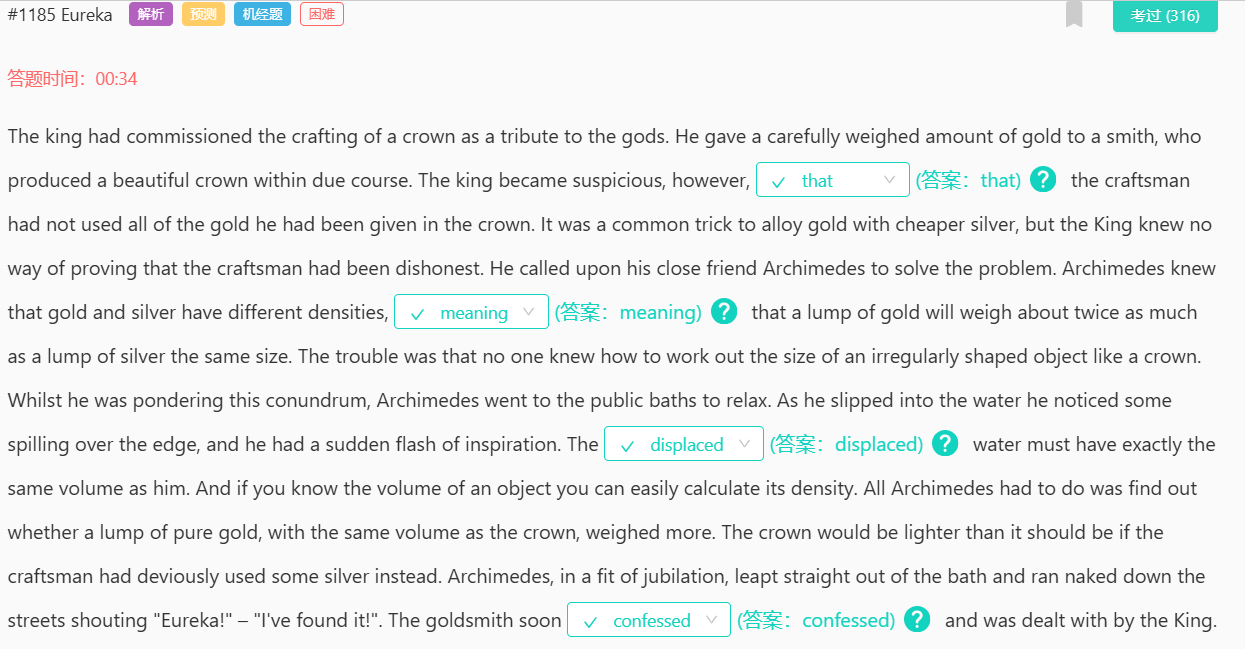 #1185 Eureka 解析 预测 机经题 困难 考过 (316)
答题时间：00:34
The king had commissioned the crafting of a crown as a tribute to the gods. He gave a carefully weighed amount of gold to a smith, who
produced a beautiful crown within due course. The king became suspicious, however, that (答案：that) ? the craftsman
had not used all of the gold he had been given in the crown. It was a common trick to alloy gold with cheaper silver, but the King knew no
way of proving that the craftsman had been dishonest. He called upon his close friend Archimedes to solve the problem. Archimedes knew
that gold and silver have different densities, meaning (答案：meaning) ? that a lump of gold will weigh about twice as much
as a lump of silver the same size. The trouble was that no one knew how to work out the size of an irregularly shaped object like a crown.
Whilst he was pondering this conundrum, Archimedes went to the public baths to relax. As he slipped into the water he noticed some
spilling over the edge, and he had a sudden flash of inspiration. The displaced (答案：displaced) ? water must have exactly the
same volume as him. And if you know the volume of an object you can easily calculate its density. All Archimedes had to do was find out
whether a lump of pure gold, with the same volume as the crown, weighed more. The crown would be lighter than it should be if the
craftsman had deviously used some silver instead. Archimedes, in a fit of jubilation, leapt straight out of the bath and ran naked down the
streets shouting "Eureka!" – "I've found it!". The goldsmith soon confessed (答案：confessed) ? and was dealt with by the King.